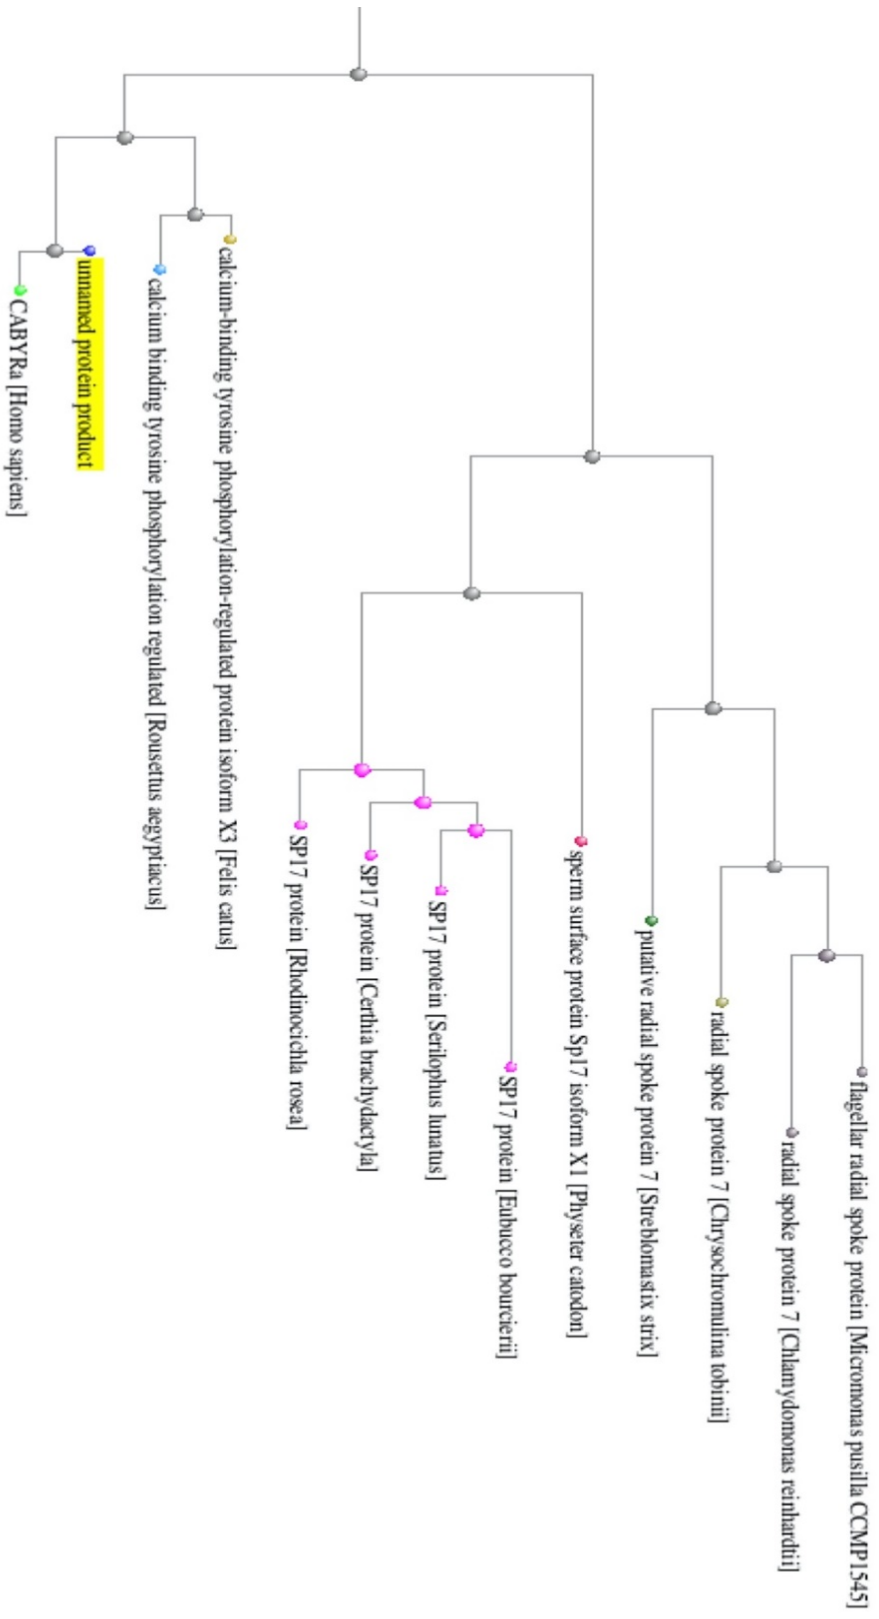 flagellar radial spoke protein [Micromonas pusilla CCMP1545]
radial spoke protein 7 [Chlamydomonas reinhardtii]
radial spoke protein 7 [Chrysochromulina tobinii]
putative radial spoke protein 7 [Streblomastix strix]
sperm surface protein Sp17 isoform X1 [Physeter catodon]
SP17 protein [Eubucco bourcierii]
SP17 protein [Serilophus lunatus]
SP17 protein [Certhia brachydactyla]
SP17 protein [Rhodinocichla rosea]
calcium-binding tyrosine phosphorylation-regulated protein isoform X3 [Felis catus]
calcium binding tyrosine phosphorylation regulated [Rousettus aegyptiacus]
unnamed protein product
CABYRa [Homo sapiens]